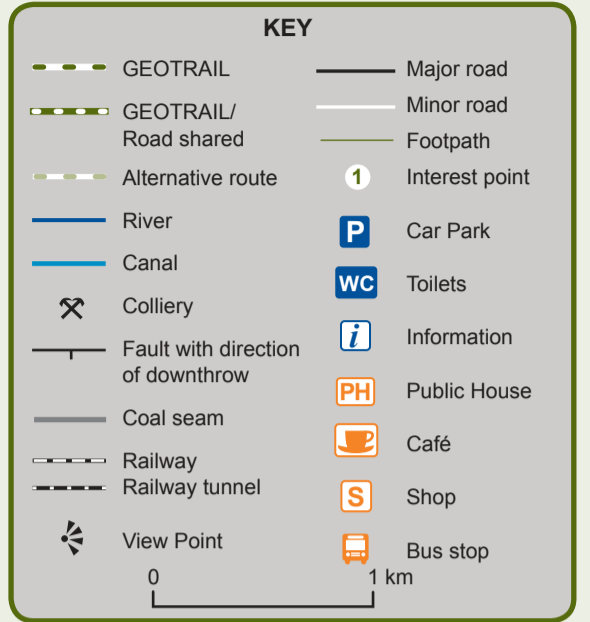 KEY
GEOTRAIL
GEOTRAIL/
Road shared
Alternative route
River
Canal
Colliery
Fault with direction
of downthrow
Coal seam
Railway
Railway tunnel
View Point
Major road
Minor road
Footpath
1 Interest point
P Car Park
WC Toilets
i Information
PH Public House
Café
S Shop
Bus stop
0 1 km